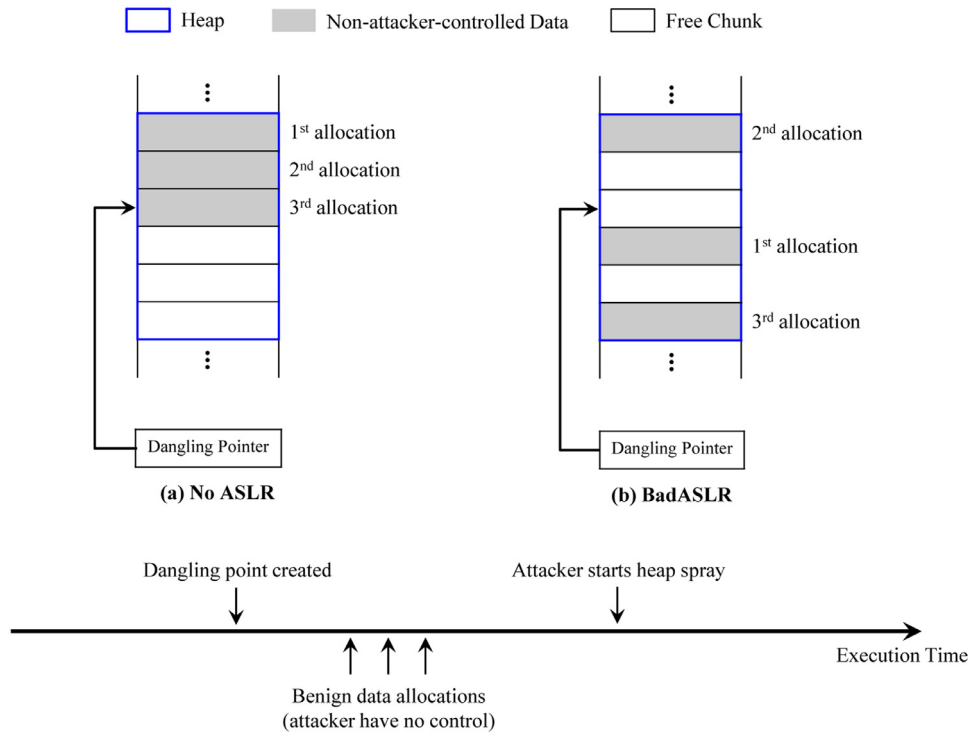 Heap
Non-attacker-controlled Data
Free Chunk
1st allocation
2nd allocation
3rd allocation
Dangling Pointer
(a) No ASLR
2nd allocation
1st allocation
3rd allocation
Dangling Pointer
(b) BadASLR
Dangling point created
Attacker starts heap spray
Execution Time
Benign data allocations
(attacker have no control)